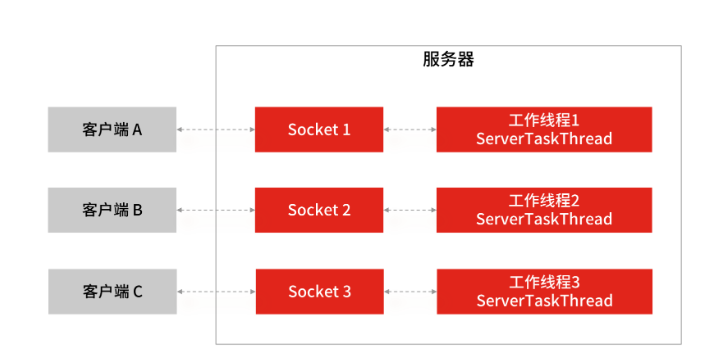 服务器
客户端 A
Socket 1
工作线程1
ServerTaskThread
客户端 B
Socket 2
工作线程2
ServerTaskThread
客户端 C
Socket 3
工作线程3
ServerTaskThread